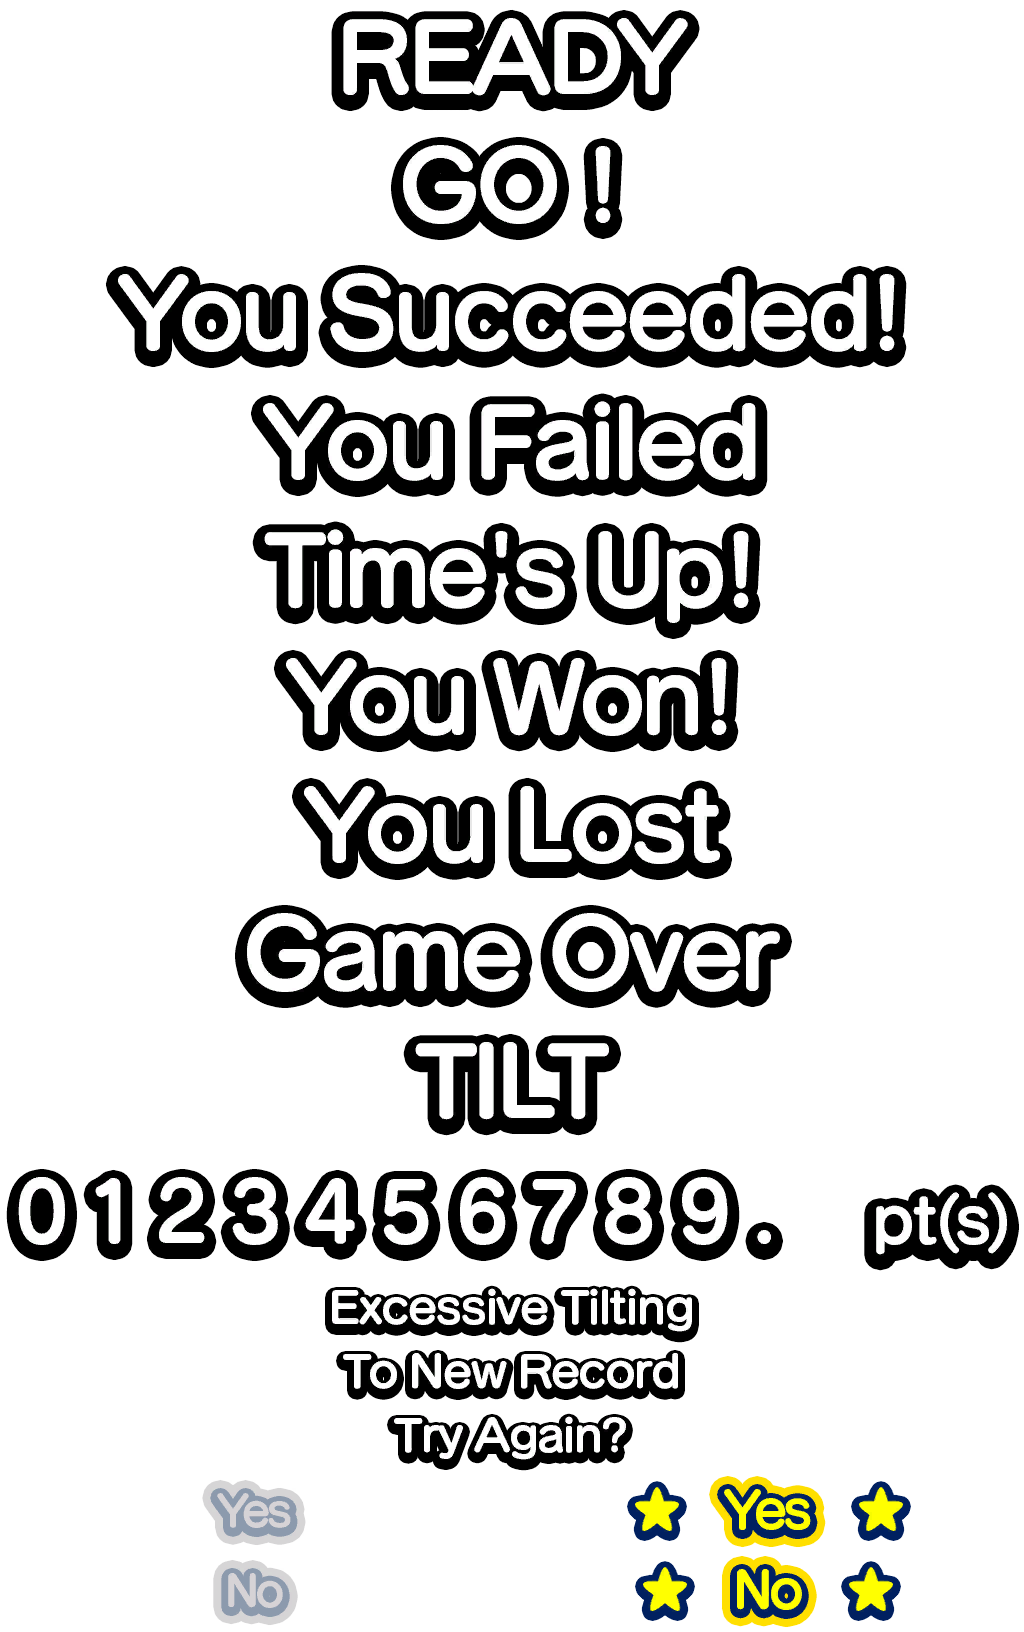 READY
GO !
You Succeeded!
You Failed
Time's Up!
You Won!
You Lost
Game Over
TILT
0123456789. pt(s)
Excessive Tilting
To New Record
Try Again?
Yes Yes
No No